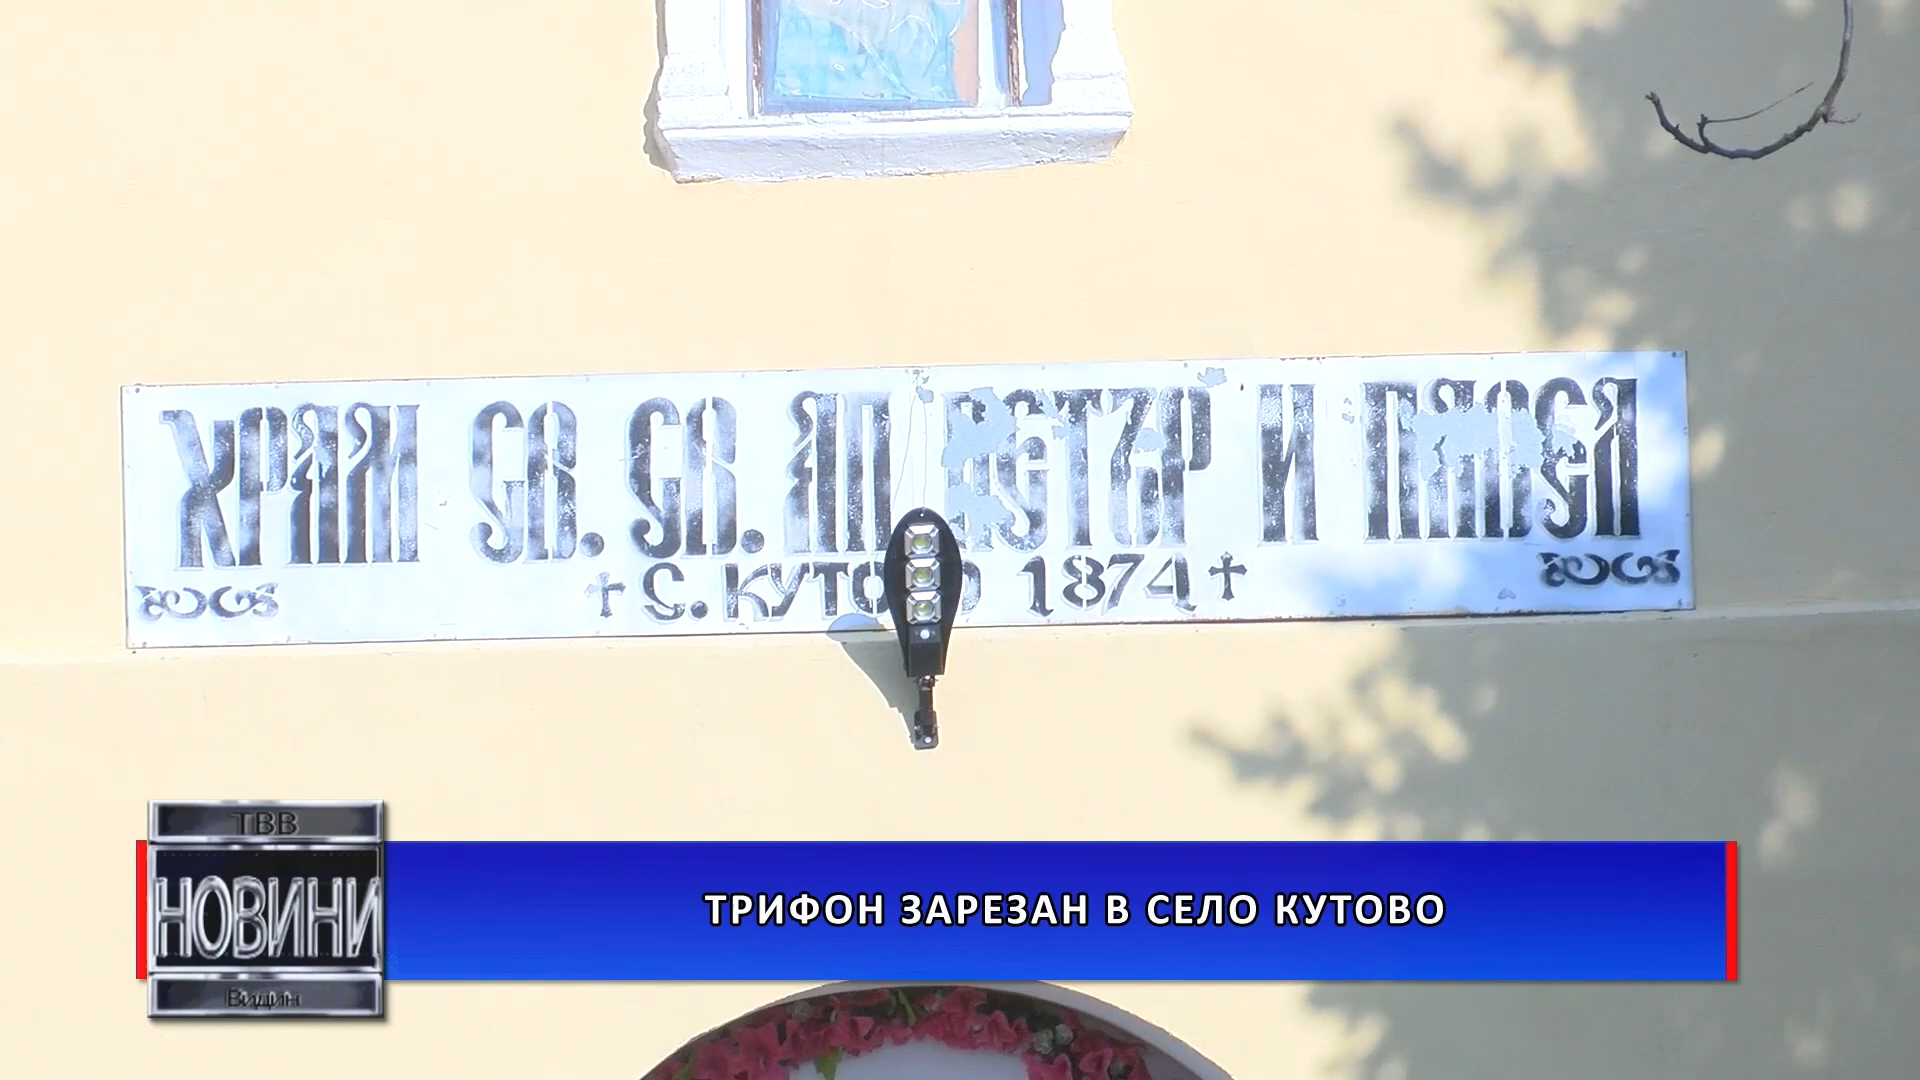 ХРАМ СВ. СВ. АП. ПЕТЪР И ПАВЕЛ
С. КУТОВО 1874
ТВВ
НОВИНИ
Видин
ТРИФОН ЗАРЕЗАН В СЕЛО КУТОВО